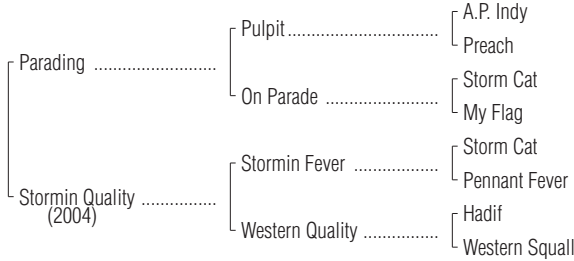 A.P. Indy
Pulpit
Preach
Parading
Storm Cat
On Parade
My Flag
Storm Cat
Stormin Fever
Pennant Fever
Stormin Quality
(2004)
Hadif
Western Quality
Western Squall